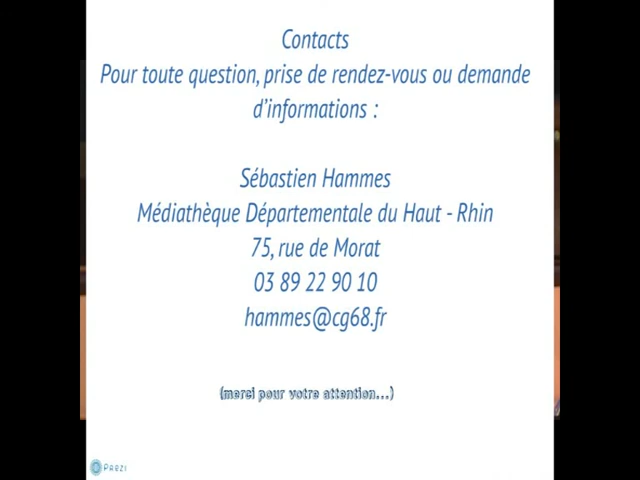 Contacts
Pour toute question, prise de rendez-vous ou demande
d'informations :
Sébastien Hammes
Médiathèque Départementale du Haut - Rhin
75, rue de Morat
03 89 22 90 10
hammes@cg68.fr
(merci pour votre attention...)
Prezi